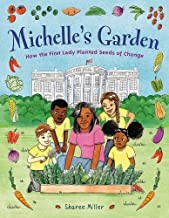 Michelle's Garden
How the First Lady Planted Seeds of Change
Sharee Miller